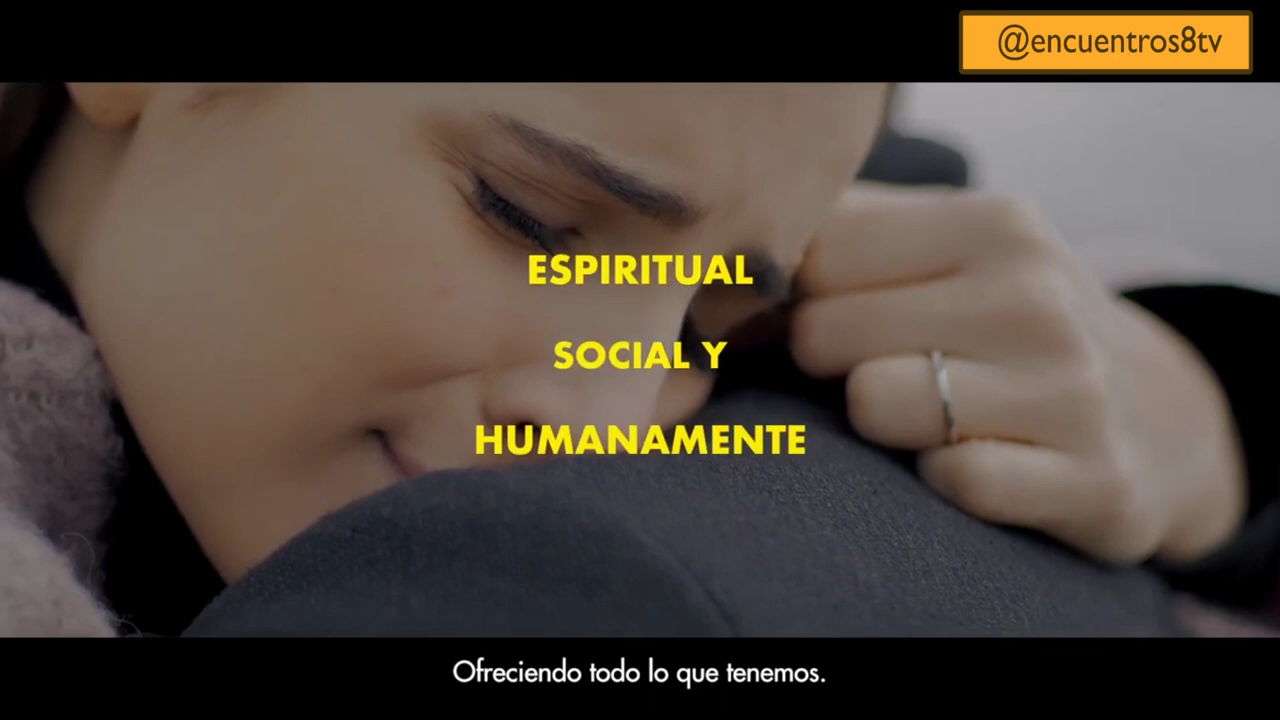 @encuentros8tv
ESPIRITUAL
SOCIAL Y
HUMANAMENTE
Ofreciendo todo lo que tenemos.